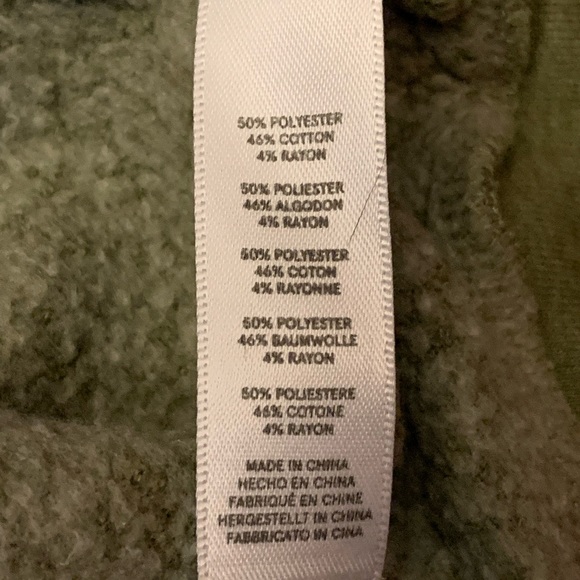 50% POLYESTER
46% COTTON
4% RAYON
50% POLIESTER
46% ALGODON
4% RAYON
50% POLYESTER
46% COTON
4% RAYONNE
50% POLYESTER
46% BAUMWOLLE
4% RAYON
50% POLIESTERE
46% COTONE
4% RAYON
MADE IN CHINA
HECHO EN CHINA
FABRIQUÉ EN CHINE
HERGESTELLT IN CHINA
FABBRICATO IN CINA